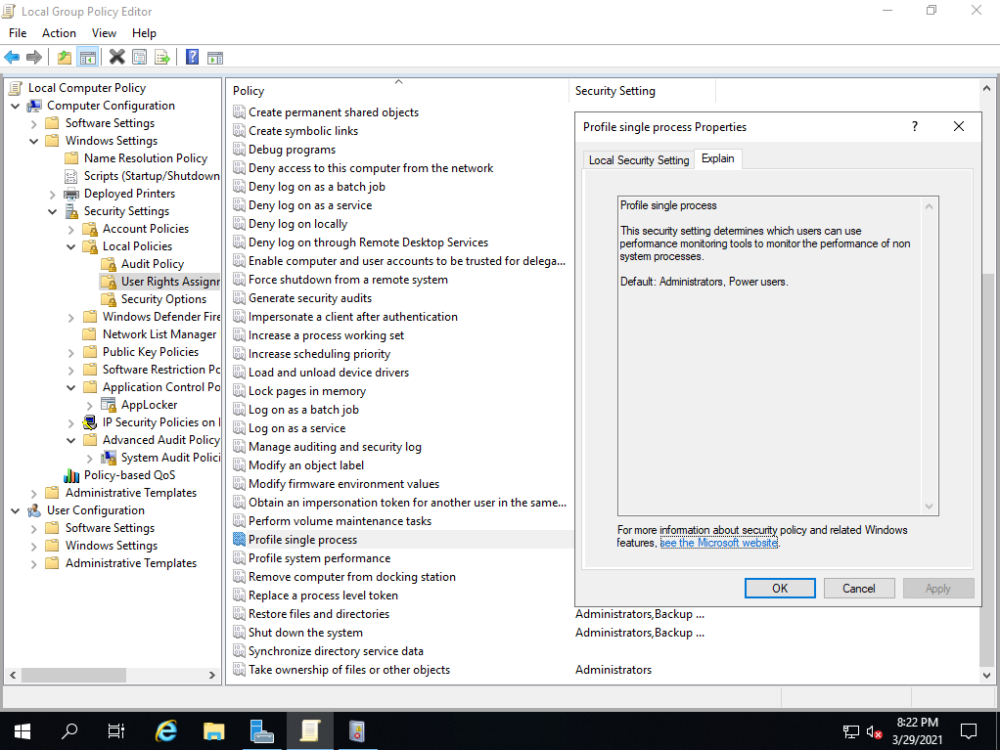 Local Group Policy Editor
File Action View Help
Local Computer Policy
Computer Configuration
Software Settings
Windows Settings
Name Resolution Policy
Scripts (Startup/Shutdown
Deployed Printers
Security Settings
Account Policies
Local Policies
Audit Policy
User Rights Assignr
Security Options
Windows Defender Fire
Network List Manager
Public Key Policies
Software Restriction Po
Application Control Po
AppLocker
IP Security Policies on I
Advanced Audit Policy
System Audit Polici
Policy-based QoS
Administrative Templates
User Configuration
Software Settings
Windows Settings
Administrative Templates
Policy Security Setting
Create permanent shared objects
Create symbolic links
Debug programs
Deny access to this computer from the network
Deny log on as a batch job
Deny log on as a service
Deny log on locally
Deny log on through Remote Desktop Services
Enable computer and user accounts to be trusted for delega...
Force shutdown from a remote system
Generate security audits
Impersonate a client after authentication
Increase a process working set
Increase scheduling priority
Load and unload device drivers
Lock pages in memory
Log on as a batch job
Log on as a service
Manage auditing and security log
Modify an object label
Modify firmware environment values
Obtain an impersonation token for another user in the same...
Perform volume maintenance tasks
Profile single process
Profile system performance
Remove computer from docking station
Replace a process level token
Restore files and directories Administrators,Backup ...
Shut down the system Administrators,Backup ...
Synchronize directory service data
Take ownership of files or other objects Administrators
Profile single process Properties ?
Local Security Setting Explain
Profile single process
This security setting determines which users can use
performance monitoring tools to monitor the performance of non
system processes.
Default: Administrators, Power users.
For more information about security policy and related Windows
features, see the Microsoft website.
OK Cancel Apply
8:22 PM
3/29/2021